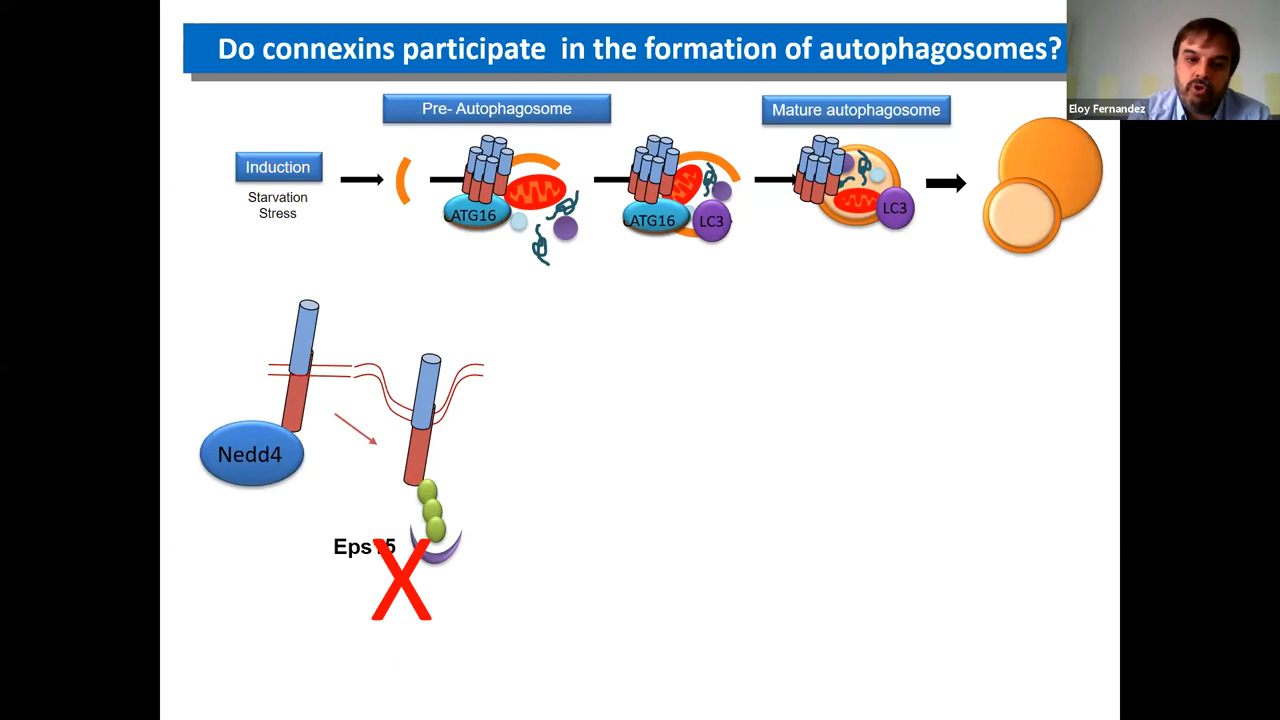 Do connexins participate in the formation of autophagosomes?
Eloy Fernandez
Pre- Autophagosome
Mature autophagosome
Induction
Starvation
Stress
ATG16
ATG16
LC3
LC3
Nedd4
Eps15
X